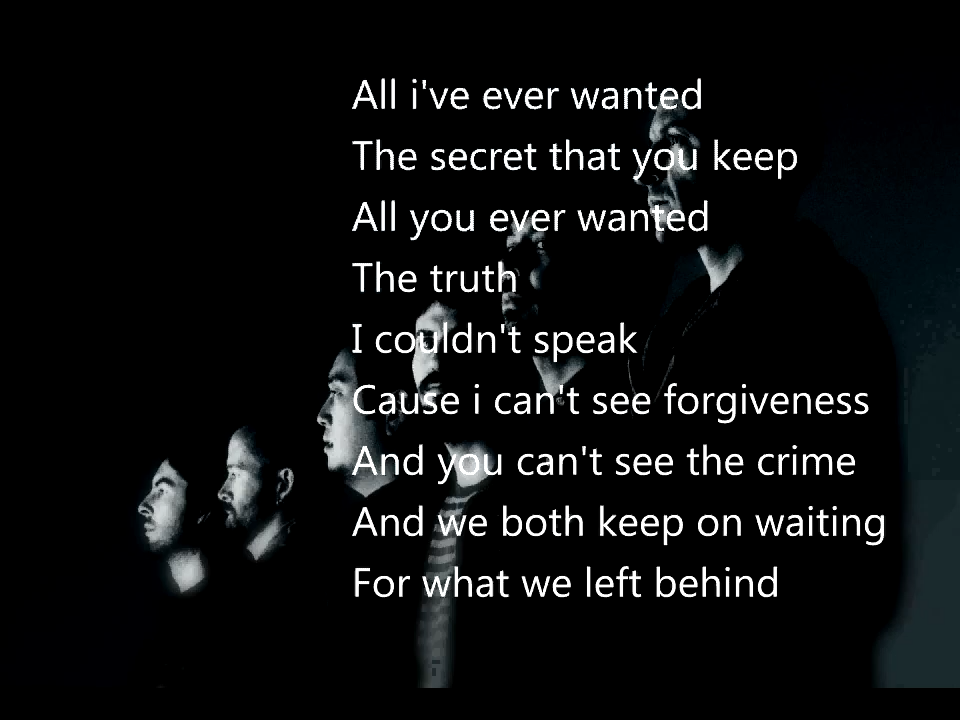 All i've ever wanted
The secret that you keep
All you ever wanted
The truth
I couldn't speak
Cause i can't see forgiveness
And you can't see the crime
And we both keep on waiting
For what we left behind